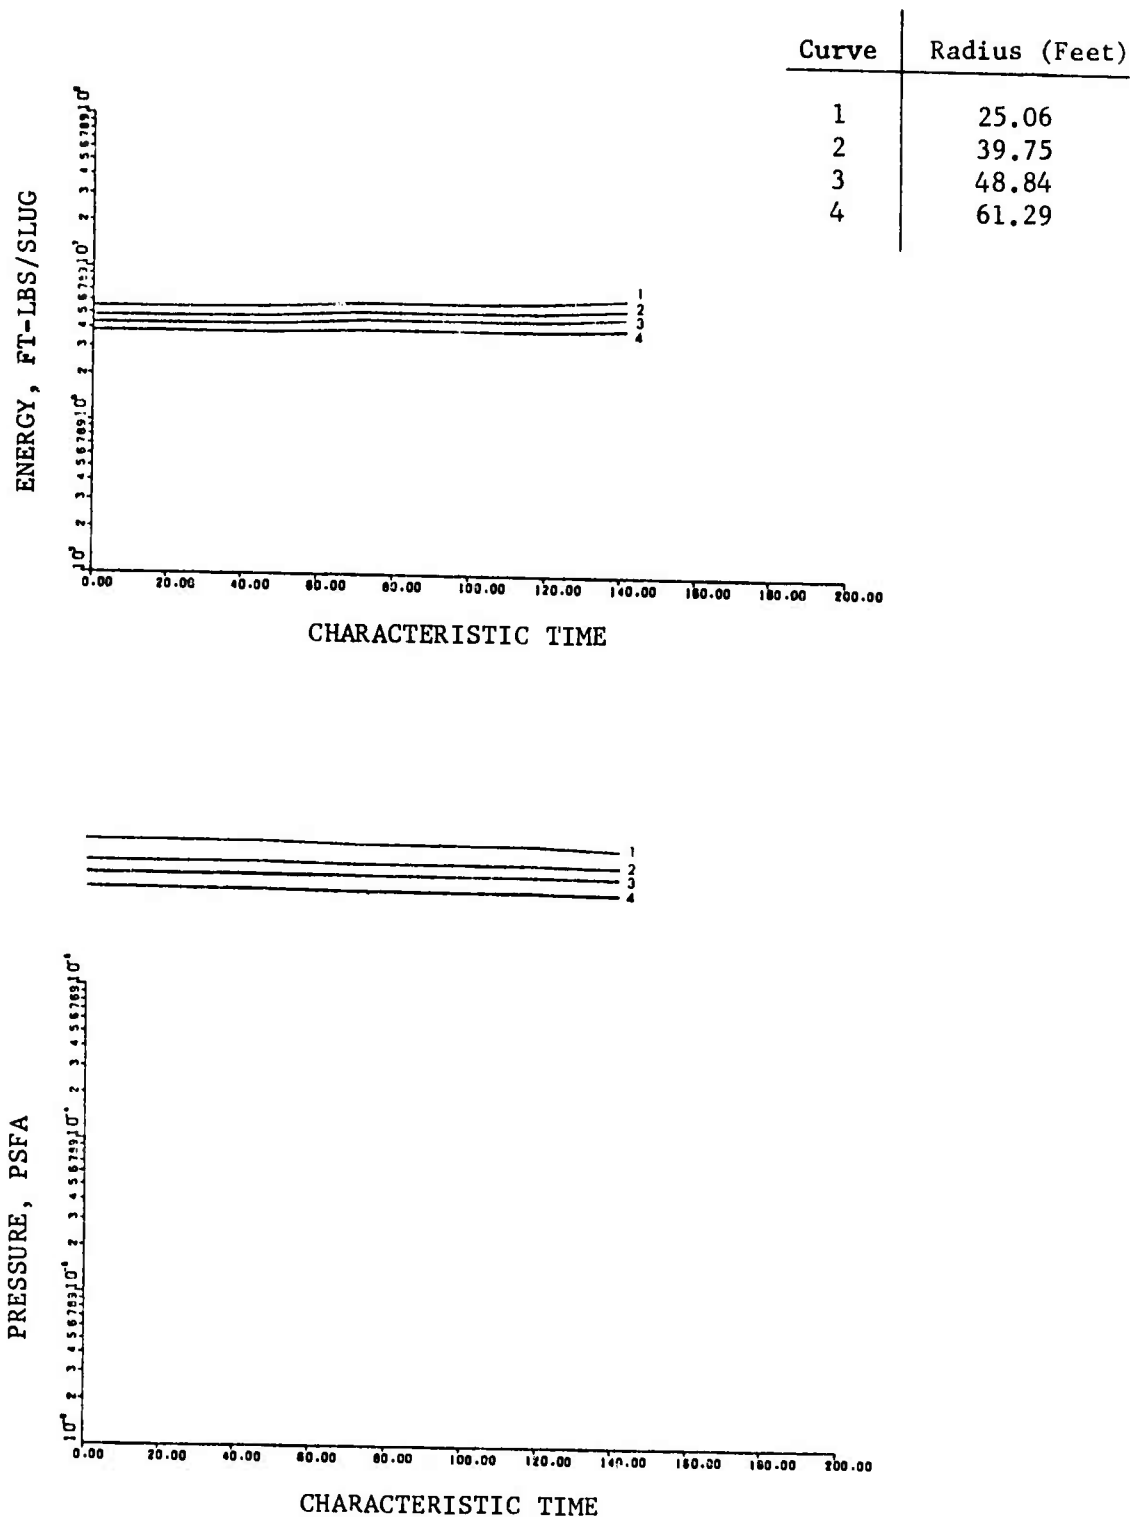 Curve Radius (Feet)
1 25.06
2 39.75
3 48.84
4 61.29
ENERGY, FT-LBS/SLUG
1
2
3
4
0.00 20.00 40.00 60.00 80.00 100.00 120.00 140.00 160.00 180.00 200.00
CHARACTERISTIC TIME
1
2
3
4
PRESSURE, PSFA
0.00 20.00 40.00 60.00 80.00 100.00 120.00 140.00 160.00 180.00 200.00
CHARACTERISTIC TIME